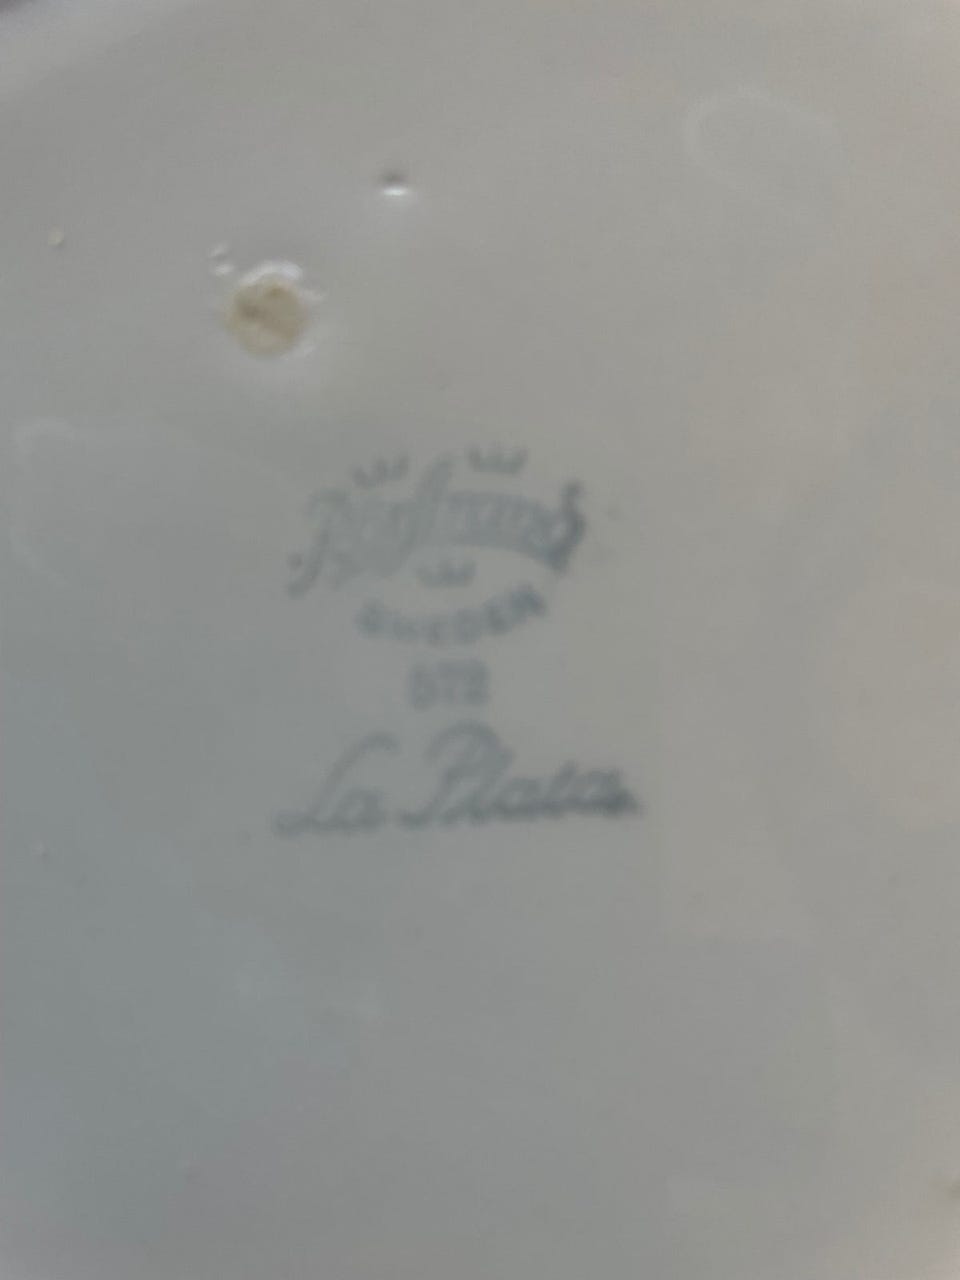 Rörstrand
SWEDEN
572
La Plata